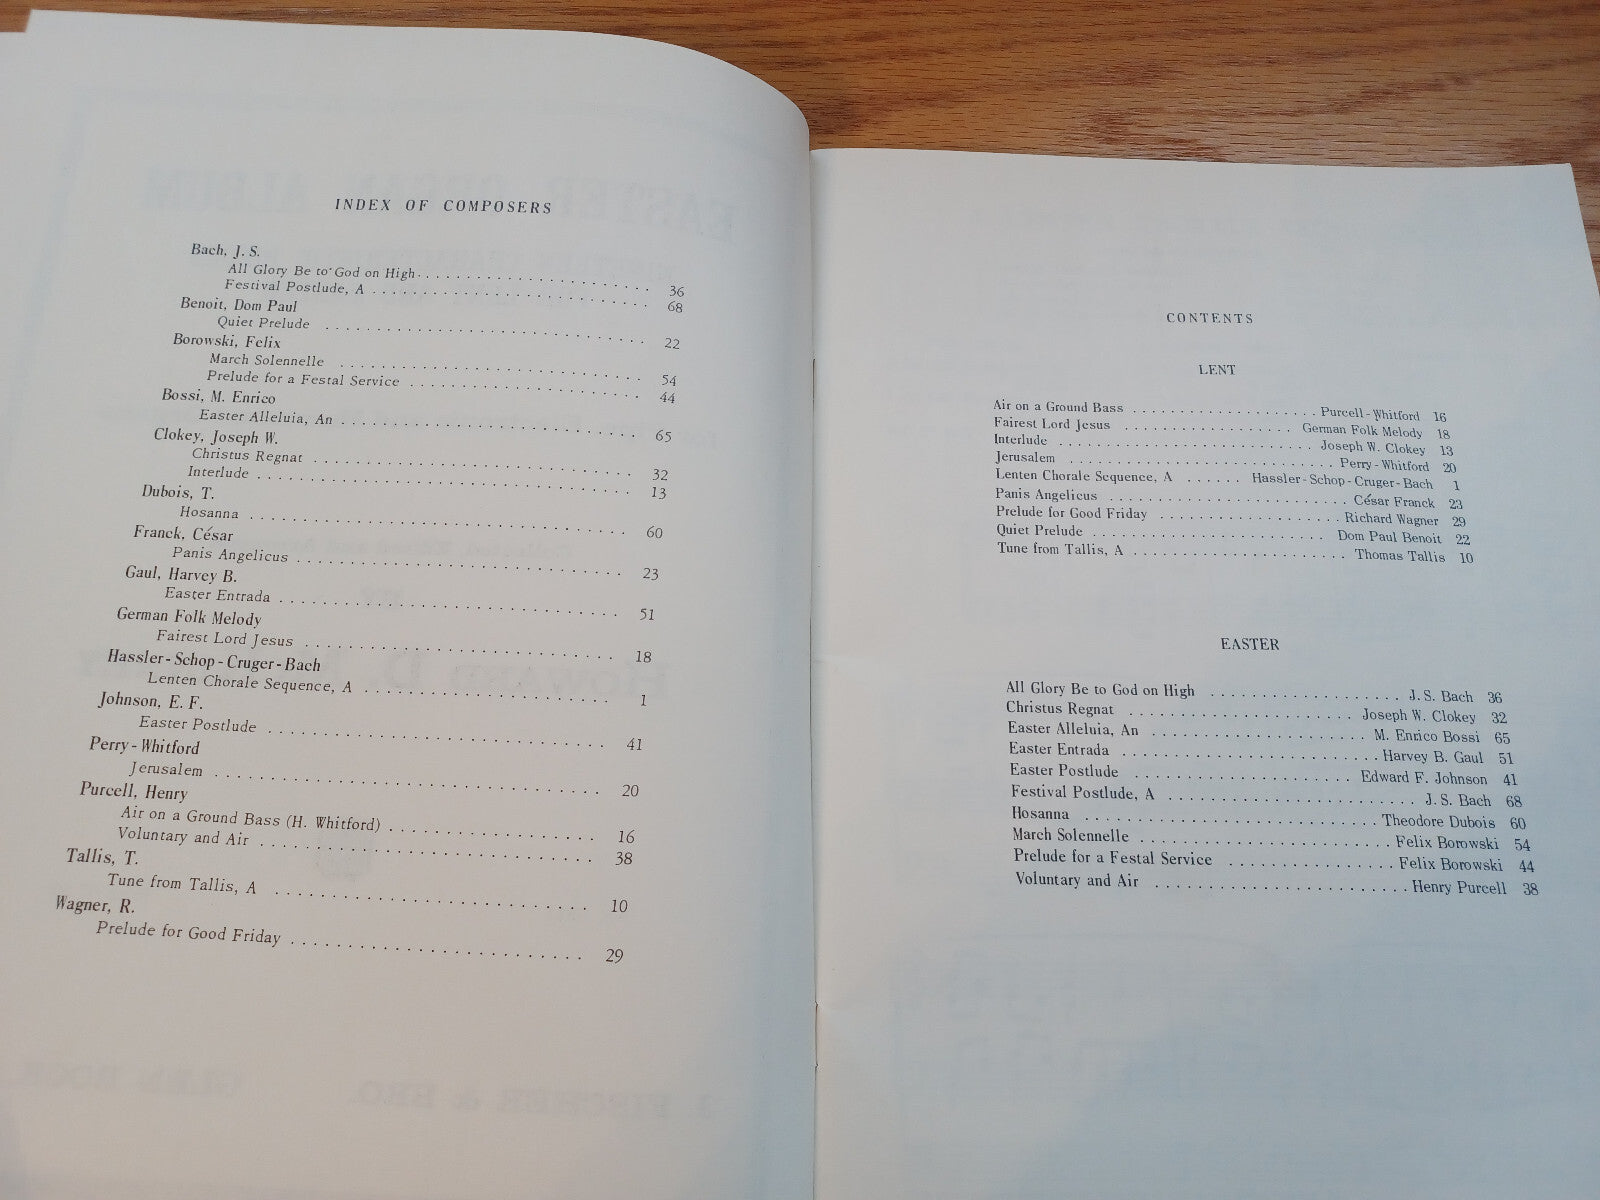 INDEX OF COMPOSERS
Bach, J. S.
All Glory Be to God on High . . . . . . . . . . . . . . . . . . . . 36
Festival Postlude, A . . . . . . . . . . . . . . . . . . . . . . . . 68
Benoit, Dom Paul
Quiet Prelude . . . . . . . . . . . . . . . . . . . . . . . . . . . 22
Borowski, Felix
March Solennelle . . . . . . . . . . . . . . . . . . . . . . . . . 54
Prelude for a Festal Service . . . . . . . . . . . . . . . . . . . 44
Bossi, M. Enrico
Easter Alleluia, An . . . . . . . . . . . . . . . . . . . . . . . . 65
Clokey, Joseph W.
Christus Regnat . . . . . . . . . . . . . . . . . . . . . . . . . . 32
Interlude . . . . . . . . . . . . . . . . . . . . . . . . . . . . . 13
Dubois, T.
Hosanna . . . . . . . . . . . . . . . . . . . . . . . . . . . . . . 60
Franck, César
Panis Angelicus . . . . . . . . . . . . . . . . . . . . . . . . . . 23
Gaul, Harvey B.
Easter Entrada . . . . . . . . . . . . . . . . . . . . . . . . . . 51
German Folk Melody
Fairest Lord Jesus . . . . . . . . . . . . . . . . . . . . . . . . 18
Hassler-Schop-Cruger-Bach
Lenten Chorale Sequence, A . . . . . . . . . . . . . . . . . . . 1
Johnson, E. F.
Easter Postlude . . . . . . . . . . . . . . . . . . . . . . . . . . 41
Perry-Whitford
Jerusalem . . . . . . . . . . . . . . . . . . . . . . . . . . . . . 20
Purcell, Henry
Air on a Ground Bass (H. Whitford) . . . . . . . . . . . . . . . 16
Voluntary and Air . . . . . . . . . . . . . . . . . . . . . . . . . 38
Tallis, T.
Tune from Tallis, A . . . . . . . . . . . . . . . . . . . . . . . . 10
Wagner, R.
Prelude for Good Friday . . . . . . . . . . . . . . . . . . . . . 29
CONTENTS
LENT
Air on a Ground Bass . . . . . . . . . . . . . . . . . . . Purcell-Whitford 16
Fairest Lord Jesus . . . . . . . . . . . . . . . . . German Folk Melody 18
Interlude . . . . . . . . . . . . . . . . . . . . . . . . . Joseph W. Clokey 13
Jerusalem . . . . . . . . . . . . . . . . . . . . . . . . . . Perry-Whitford 20
Lenten Chorale Sequence, A . . . . . . Hassler-Schop-Cruger-Bach 1
Panis Angelicus . . . . . . . . . . . . . . . . . . . . . . . . César Franck 23
Prelude for Good Friday . . . . . . . . . . . . . . . . . . . Richard Wagner 29
Quiet Prelude . . . . . . . . . . . . . . . . . . . . . . . . Dom Paul Benoit 22
Tune from Tallis, A . . . . . . . . . . . . . . . . . . . . . Thomas Tallis 10
EASTER
All Glory Be to God on High . . . . . . . . . . . . . . . . . . . J. S. Bach 36
Christus Regnat . . . . . . . . . . . . . . . . . . . . . . Joseph W. Clokey 32
Easter Alleluia, An . . . . . . . . . . . . . . . . . . . . . M. Enrico Bossi 65
Easter Entrada . . . . . . . . . . . . . . . . . . . . . . . . Harvey B. Gaul 51
Easter Postlude . . . . . . . . . . . . . . . . . . . . . Edward F. Johnson 41
Festival Postlude, A . . . . . . . . . . . . . . . . . . . . . . . J. S. Bach 68
Hosanna . . . . . . . . . . . . . . . . . . . . . . . . . . . Theodore Dubois 60
March Solennelle . . . . . . . . . . . . . . . . . . . . . . . Felix Borowski 54
Prelude for a Festal Service . . . . . . . . . . . . . . . . Felix Borowski 44
Voluntary and Air . . . . . . . . . . . . . . . . . . . . . . . Henry Purcell 38